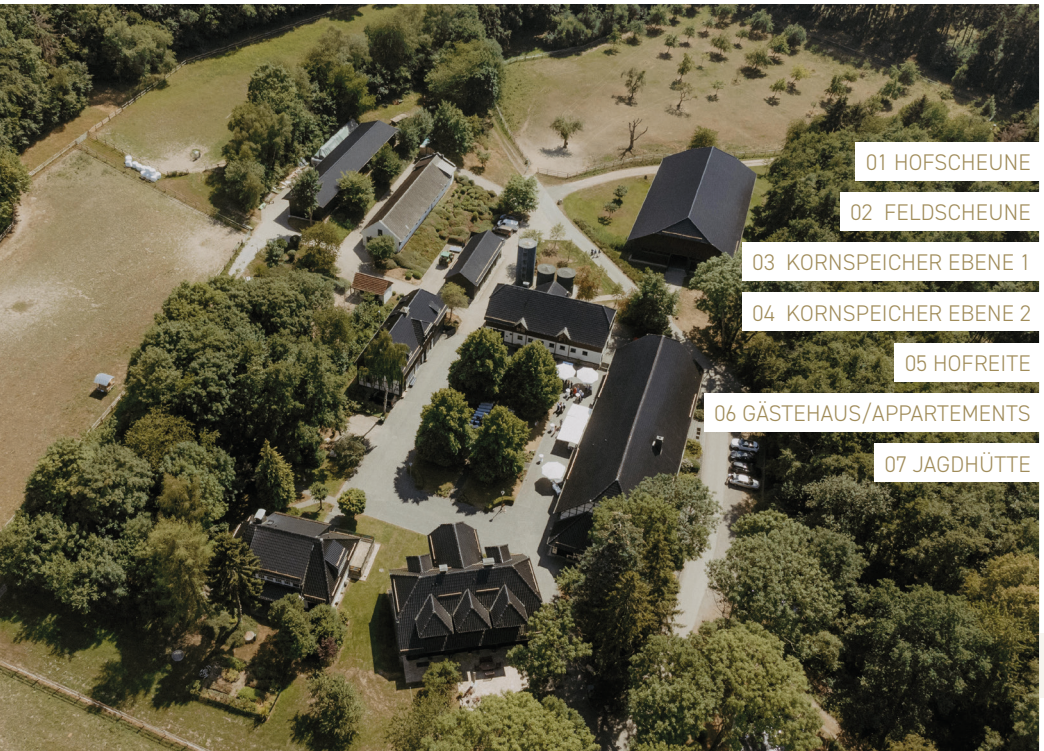 01 HOFSCHEUNE
02 FELDSCHEUNE
03 KORNSPEICHER EBENE 1
04 KORNSPEICHER EBENE 2
05 HOFREITE
06 GÄSTEHAUS/APPARTEMENTS
07 JAGDHÜTTE